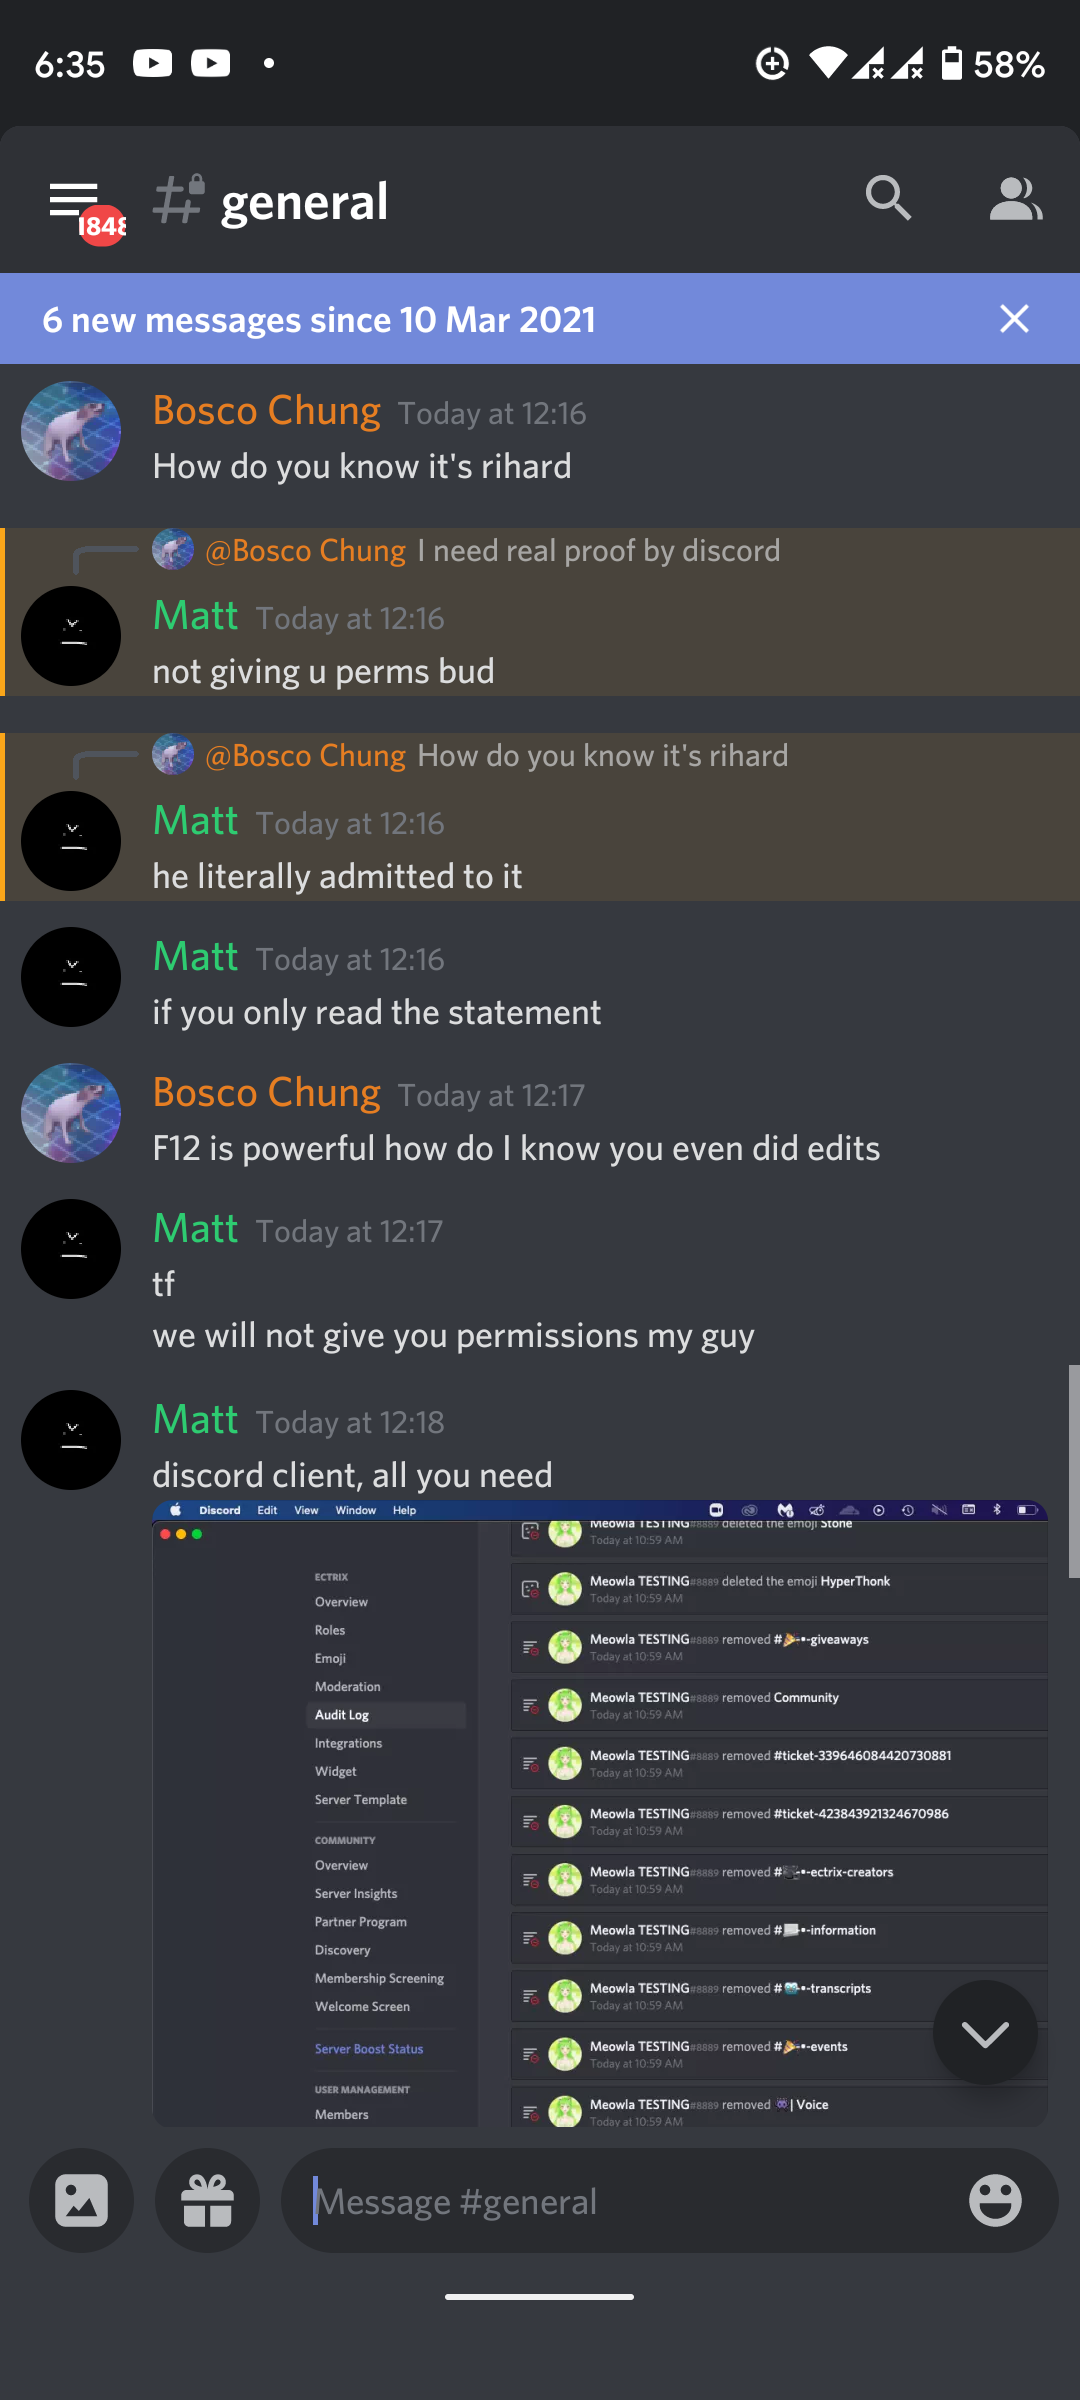 6:35
58%
1848
general
6 new messages since 10 Mar 2021
Bosco Chung Today at 12:16
How do you know it's rihard
@Bosco Chung I need real proof by discord
Matt Today at 12:16
not giving u perms bud
@Bosco Chung How do you know it's rihard
Matt Today at 12:16
he literally admitted to it
Matt Today at 12:16
if you only read the statement
Bosco Chung Today at 12:17
F12 is powerful how do I know you even did edits
Matt Today at 12:17
tf
we will not give you permissions my guy
Matt Today at 12:18
discord client, all you need
Discord Edit View Window Help
ECTRIX
Overview
Roles
Emoji
Moderation
Audit Log
Integrations
Widget
Server Template
COMMUNITY
Overview
Server Insights
Partner Program
Discovery
Membership Screening
Welcome Screen
Server Boost Status
USER MANAGEMENT
Members
Meowla TESTING#8889 deleted the emoji Stone
Today at 10:59 AM
Meowla TESTING#8889 deleted the emoji HyperThonk
Today at 10:59 AM
Meowla TESTING#8889 removed #🎉•-giveaways
Today at 10:59 AM
Meowla TESTING#8889 removed Community
Today at 10:59 AM
Meowla TESTING#8889 removed #ticket-339646084420730881
Today at 10:59 AM
Meowla TESTING#8889 removed #ticket-423843921324670986
Today at 10:59 AM
Meowla TESTING#8889 removed #•-ectrix-creators
Today at 10:59 AM
Meowla TESTING#8889 removed #•-information
Today at 10:59 AM
Meowla TESTING#8889 removed #•-transcripts
Today at 10:59 AM
Meowla TESTING#8889 removed #🎉•-events
Today at 10:59 AM
Meowla TESTING#8889 removed | Voice
Today at 10:59 AM
Message #general